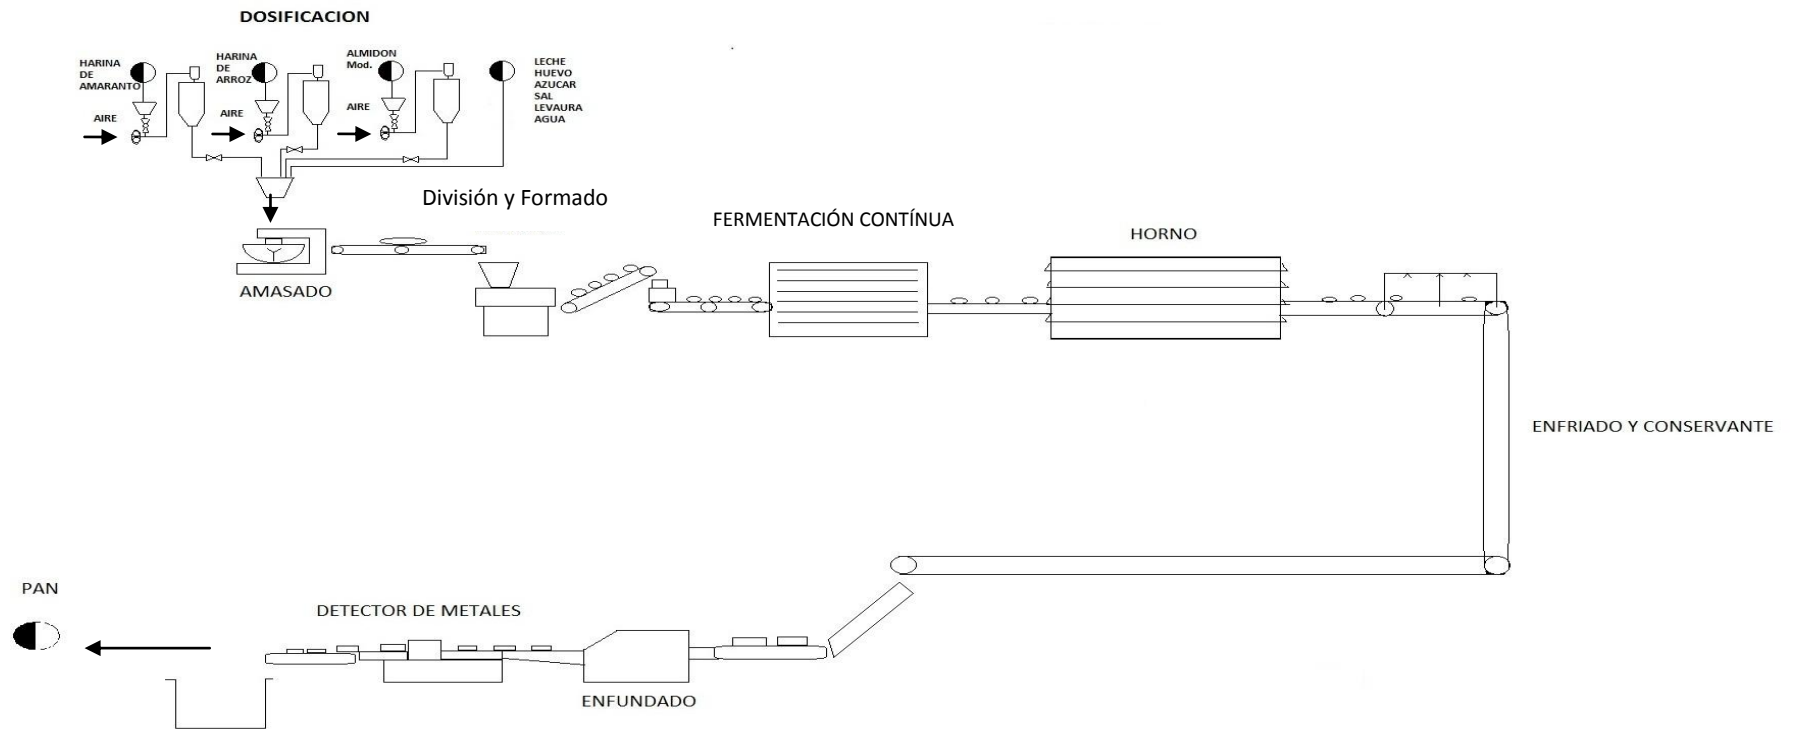 DOSIFICACION
HARINA
DE
AMARANTO
AIRE
HARINA
DE
ARROZ
AIRE
ALMIDON
Mod.
AIRE
LECHE
HUEVO
AZUCAR
SAL
LEVAURA
AGUA
División y Formado
FERMENTACIÓN CONTÍNUA
HORNO
AMASADO
ENFRIADO Y CONSERVANTE
PAN
DETECTOR DE METALES
ENFUNDADO